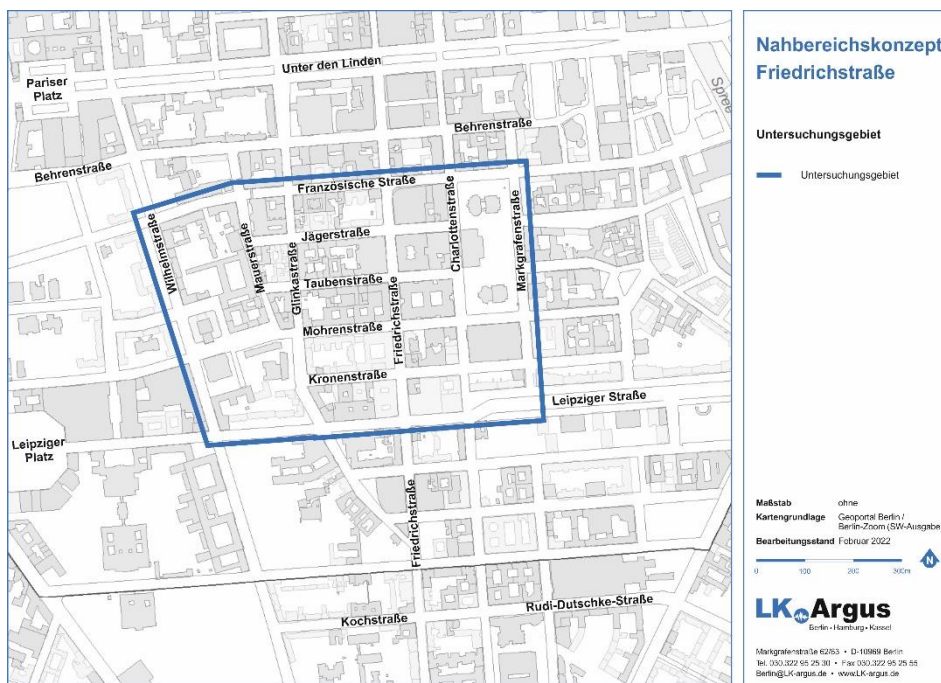 Unter den Linden
Pariser
Platz
Behrenstraße
Behrenstraße
Französische Straße
Wilhelmstraße
Mauerstraße
Glinkastraße
Jägerstraße
Charlottenstraße
Markgrafenstraße
Taubenstraße
Friedrichstraße
Mohrenstraße
Kronenstraße
Leipziger Straße
Leipziger
Platz
Friedrichstraße
Kochstraße
Rudi-Dutschke-Straße
Spree
Nahbereichskonzept
Friedrichstraße
Untersuchungsgebiet
Untersuchungsgebiet
Maßstab ohne
Kartengrundlage Geoportal Berlin /
Berlin-Zoom (SW-Ausgabe
Bearbeitungsstand Februar 2022
N
0 100 200 300m
LK Argus
Berlin • Hamburg • Kassel
Markgrafenstraße 62/63 • D-10969 Berlin
Tel. 030.322 95 25 30 • Fax 030.322 95 25 55
Berlin@LK-argus.de • www.LK-argus.de